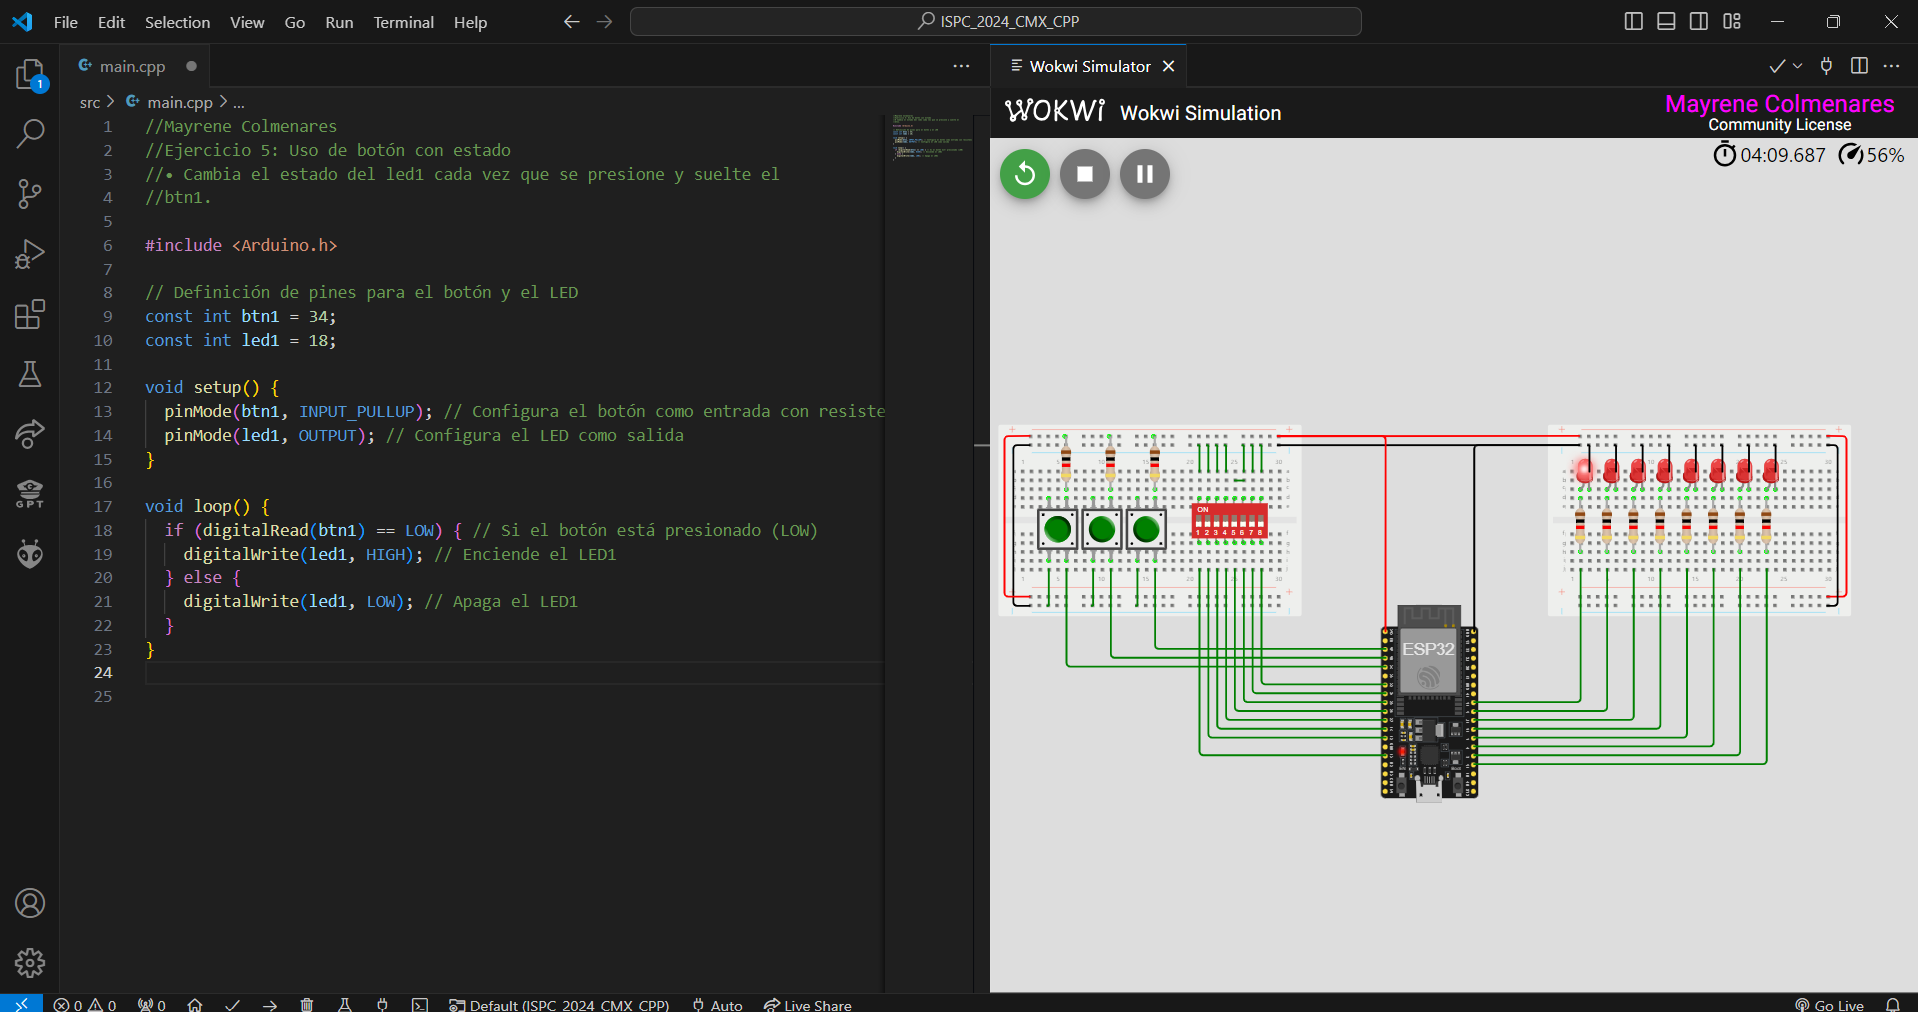 File Edit Selection View Go Run Terminal Help
ISPC_2024_CMX_CPP
main.cpp
Wokwi Simulator
src > main.cpp > ...
WOKWI Wokwi Simulation
Mayrene Colmenares
Community License
04:09.687 56%
1 //Mayrene Colmenares
2 //Ejercicio 5: Uso de botón con estado
3 //• Cambia el estado del led1 cada vez que se presione y suelte el
4 //btn1.
5
6 #include <Arduino.h>
7
8 // Definición de pines para el botón y el LED
9 const int btn1 = 34;
10 const int led1 = 18;
11
12 void setup() {
13 pinMode(btn1, INPUT_PULLUP); // Configura el botón como entrada con resiste
14 pinMode(led1, OUTPUT); // Configura el LED como salida
15 }
16
17 void loop() {
18 if (digitalRead(btn1) == LOW) { // Si el botón está presionado (LOW)
19 digitalWrite(led1, HIGH); // Enciende el LED1
20 } else {
21 digitalWrite(led1, LOW); // Apaga el LED1
22 }
23 }
24
25
1
GPT
ON
1 2 3 4 5 6 7 8
ESP32
0 0 0 Default (ISPC_2024_CMX_CPP) Auto Live Share Go Live